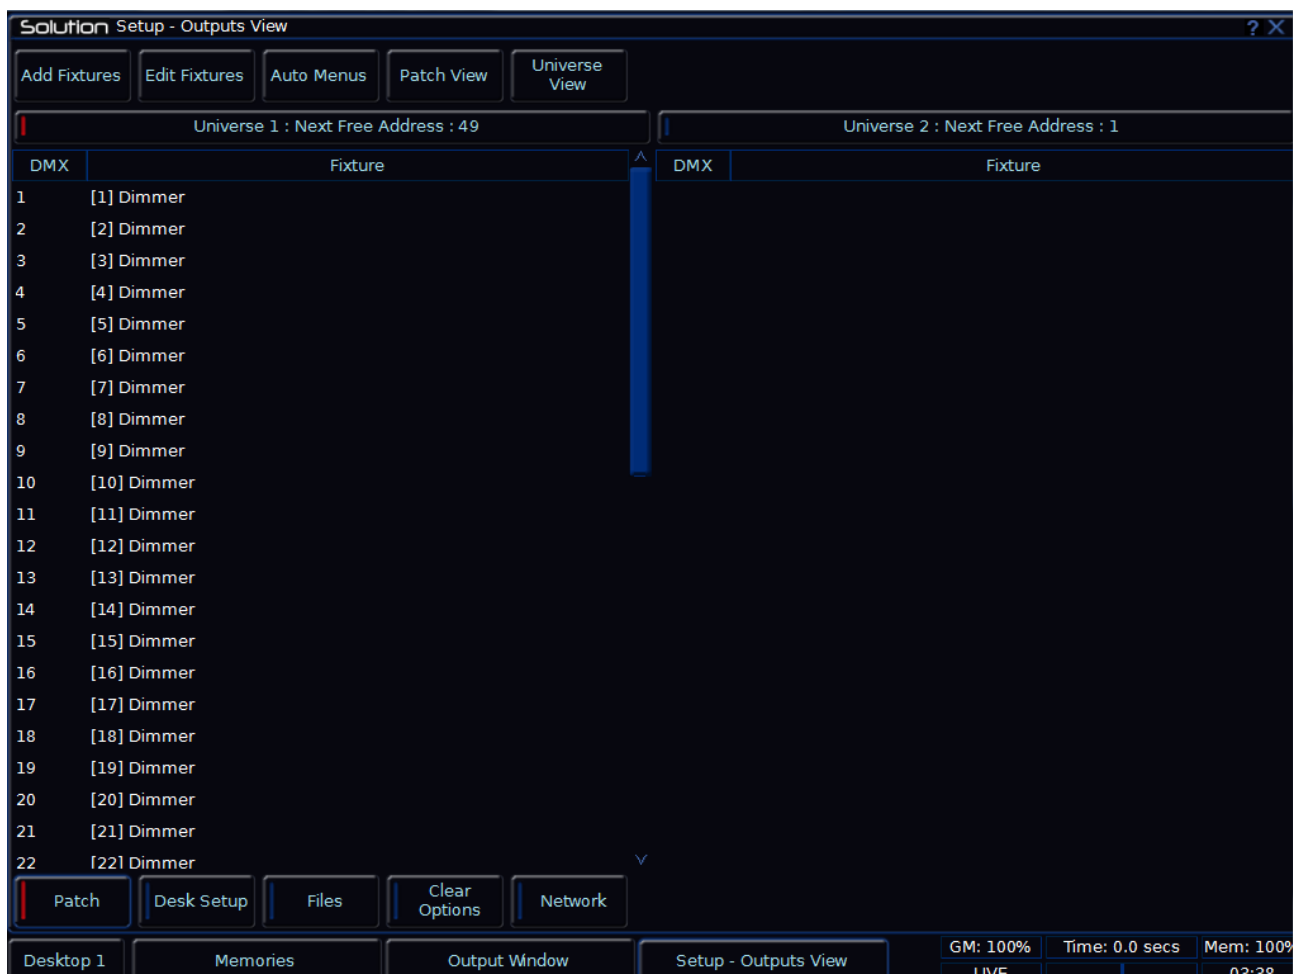 Solution Setup - Outputs View ? X
Add Fixtures Edit Fixtures Auto Menus Patch View Universe View
Universe 1 : Next Free Address : 49 Universe 2 : Next Free Address : 1
DMX Fixture DMX Fixture
1 [1] Dimmer
2 [2] Dimmer
3 [3] Dimmer
4 [4] Dimmer
5 [5] Dimmer
6 [6] Dimmer
7 [7] Dimmer
8 [8] Dimmer
9 [9] Dimmer
10 [10] Dimmer
11 [11] Dimmer
12 [12] Dimmer
13 [13] Dimmer
14 [14] Dimmer
15 [15] Dimmer
16 [16] Dimmer
17 [17] Dimmer
18 [18] Dimmer
19 [19] Dimmer
20 [20] Dimmer
21 [21] Dimmer
22 [22] Dimmer
Patch Desk Setup Files Clear Options Network
Desktop 1 Memories Output Window Setup - Outputs View GM: 100% Time: 0.0 secs Mem: 100%
LIVE 03:38